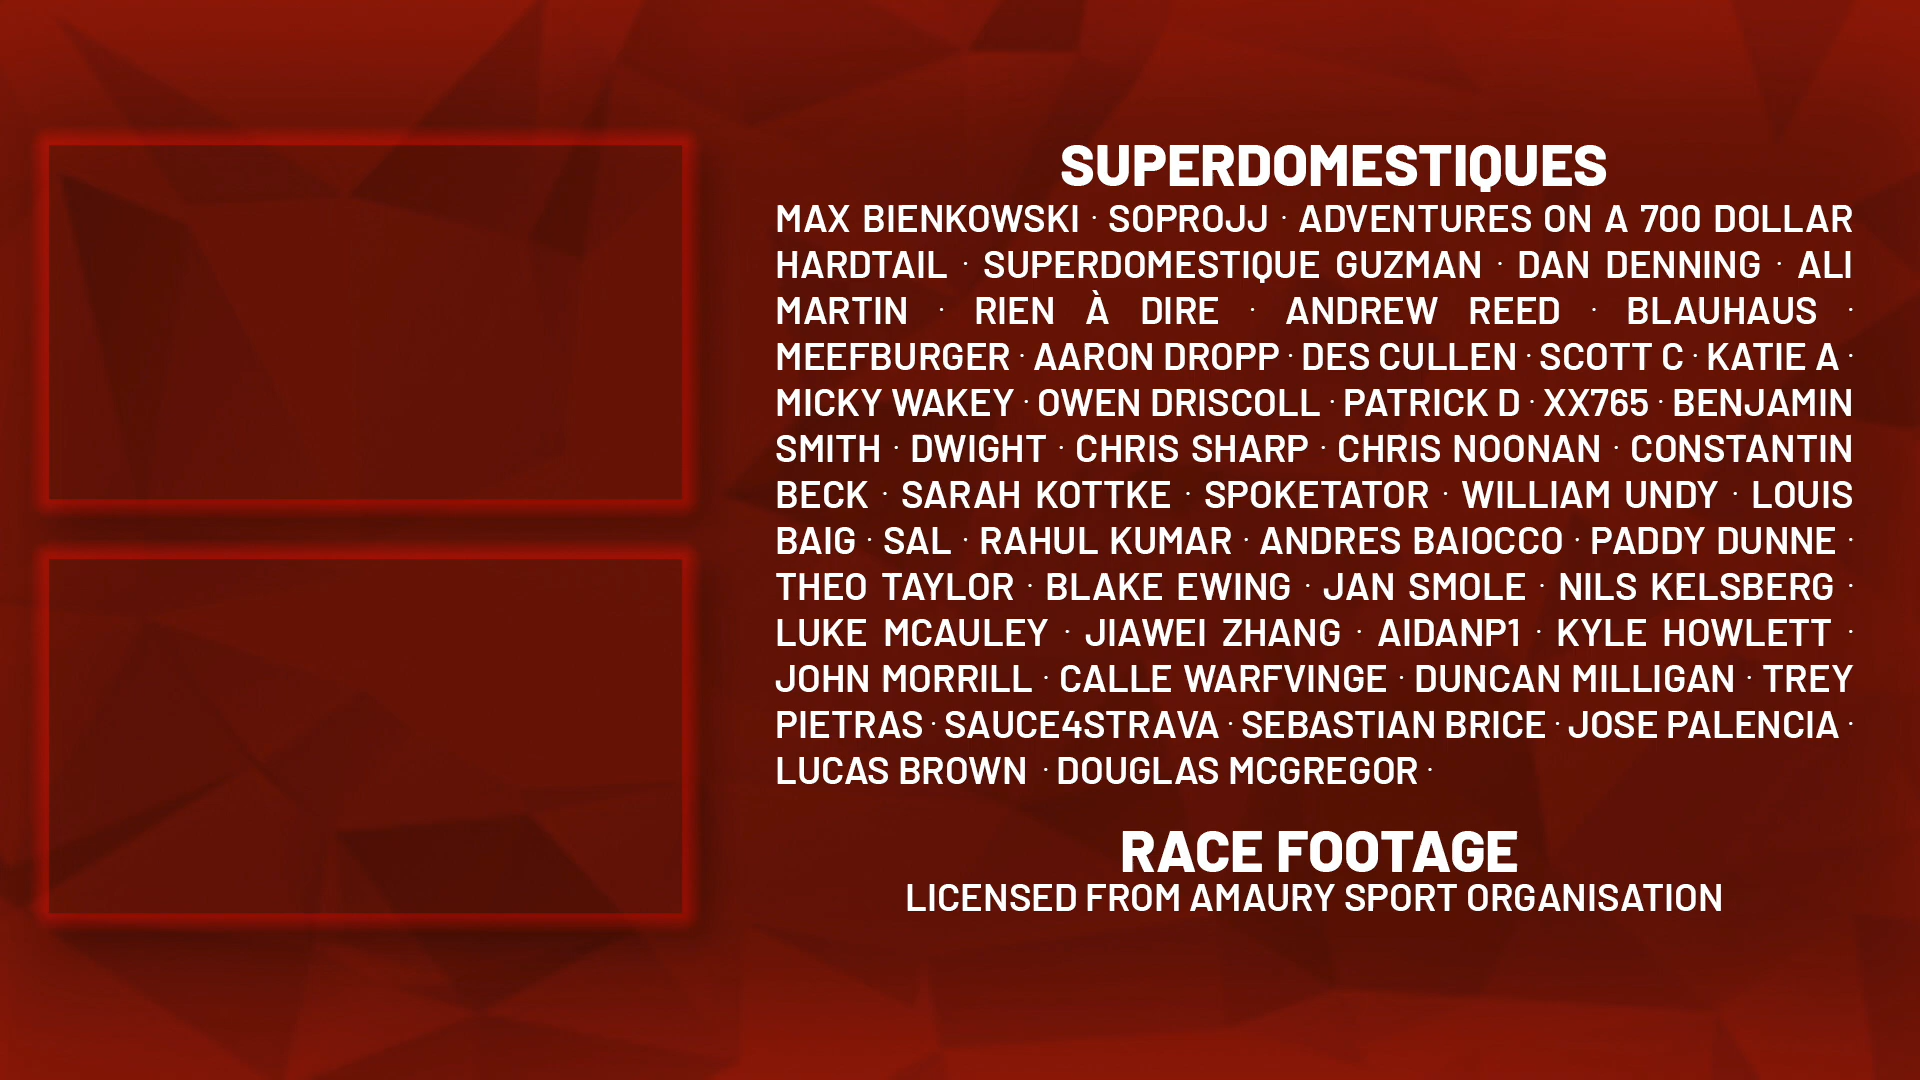 SUPERDOMESTIQUES
MAX BIENKOWSKI · SOPROJJ · ADVENTURES ON A 700 DOLLAR
HARDTAIL · SUPERDOMESTIQUE GUZMAN · DAN DENNING · ALI
MARTIN · RIEN À DIRE · ANDREW REED · BLAUHAUS ·
MEEFBURGER · AARON DROPP · DES CULLEN · SCOTT C · KATIE A ·
MICKY WAKEY · OWEN DRISCOLL · PATRICK D · XX765 · BENJAMIN
SMITH · DWIGHT · CHRIS SHARP · CHRIS NOONAN · CONSTANTIN
BECK · SARAH KOTTKE · SPOKETATOR · WILLIAM UNDY · LOUIS
BAIG · SAL · RAHUL KUMAR · ANDRES BAIOCCO · PADDY DUNNE ·
THEO TAYLOR · BLAKE EWING · JAN SMOLE · NILS KELSBERG ·
LUKE MCAULEY · JIAWEI ZHANG · AIDANP1 · KYLE HOWLETT ·
JOHN MORRILL · CALLE WARFVINGE · DUNCAN MILLIGAN · TREY
PIETRAS · SAUCE4STRAVA · SEBASTIAN BRICE · JOSE PALENCIA ·
LUCAS BROWN · DOUGLAS MCGREGOR ·
RACE FOOTAGE
LICENSED FROM AMAURY SPORT ORGANISATION